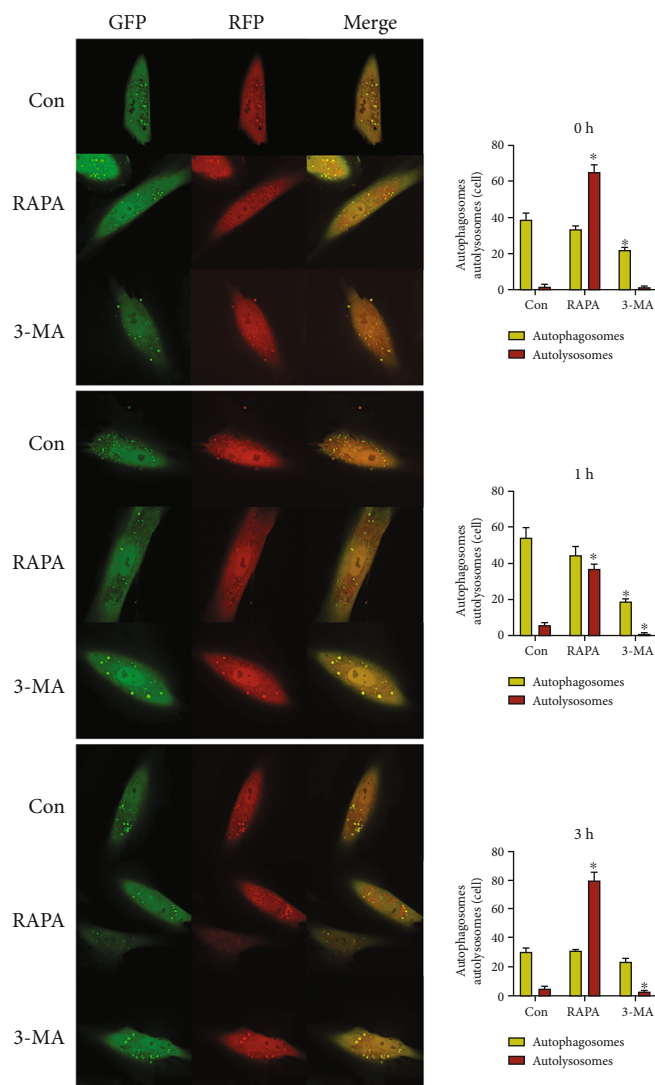 GFP RFP Merge
Con
RAPA
3-MA
0 h
Autophagosomes
autolysosomes (cell)
80
60
40
20
0
*
*
Con RAPA 3-MA
Autophagosomes
Autolysosomes
Con
RAPA
3-MA
1 h
Autophagosomes
autolysosomes (cell)
80
60
40
20
0
*
*
*
Con RAPA 3-MA
Autophagosomes
Autolysosomes
Con
RAPA
3-MA
3 h
Autophagosomes
autolysosomes (cell)
80
80
60
40
20
0
*
*
Con RAPA 3-MA
Autophagosomes
Autolysosomes